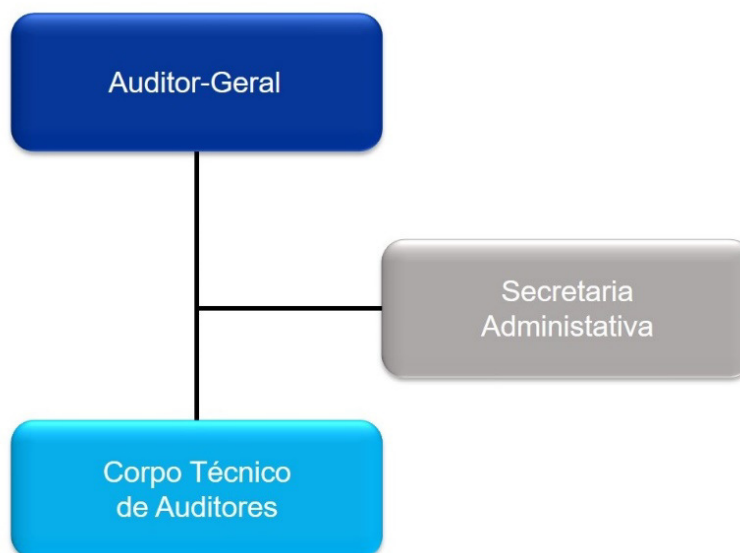 Auditor-Geral
Secretaria
Administativa
Corpo Técnico
de Auditores